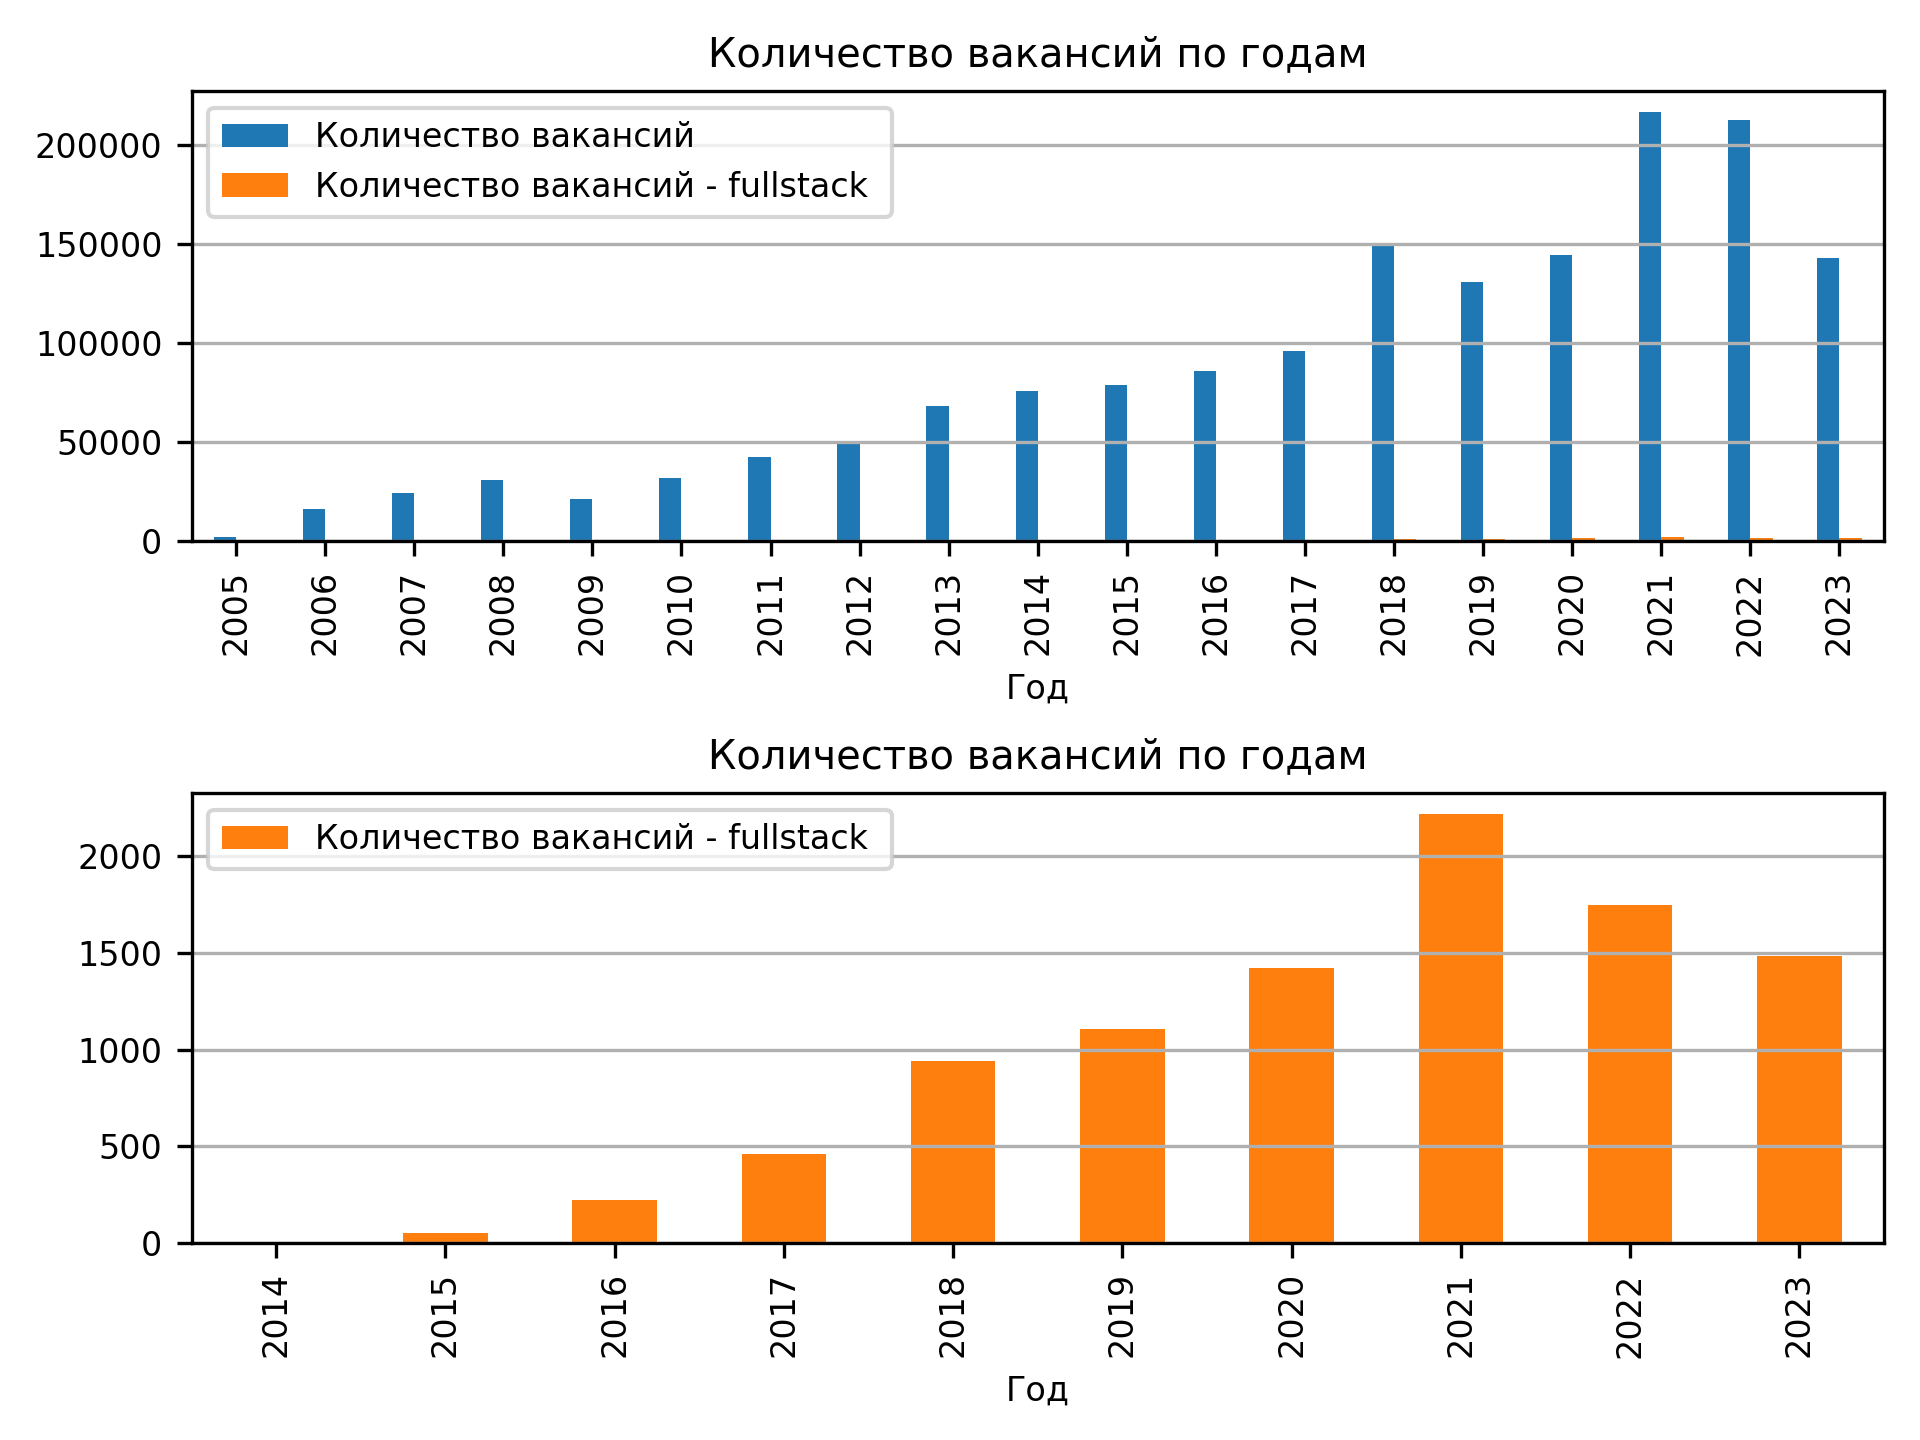 Количество вакансий по годам
Количество вакансий
Количество вакансий - fullstack
200000
150000
100000
50000
0
2005 2006 2007 2008 2009 2010 2011 2012 2013 2014 2015 2016 2017 2018 2019 2020 2021 2022 2023
Год
Количество вакансий по годам
Количество вакансий - fullstack
2000
1500
1000
500
0
2014 2015 2016 2017 2018 2019 2020 2021 2022 2023
Год